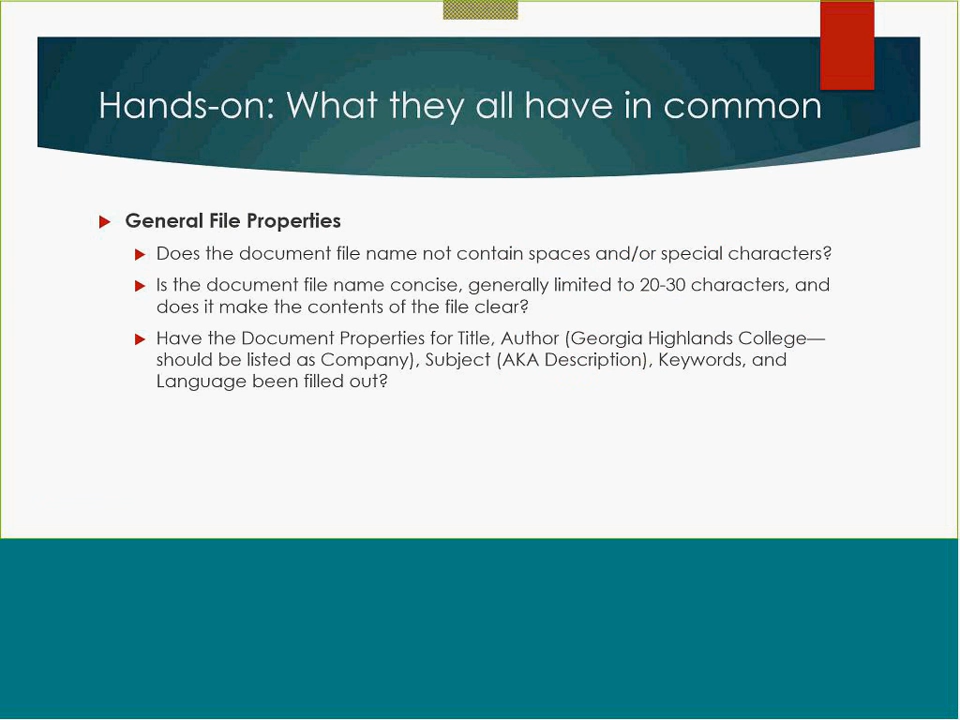 Hands-on: What they all have in common
General File Properties
Does the document file name not contain spaces and/or special characters?
Is the document file name concise, generally limited to 20-30 characters, and
does it make the contents of the file clear?
Have the Document Properties for Title, Author (Georgia Highlands College—
should be listed as Company), Subject (AKA Description), Keywords, and
Language been filled out?